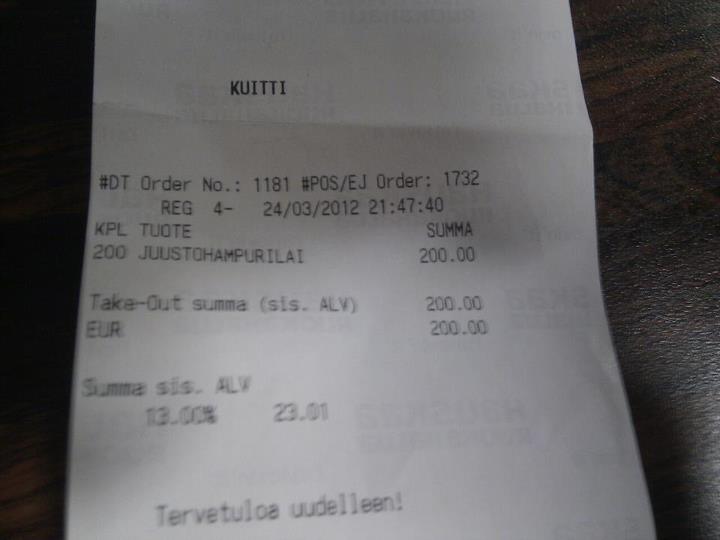 KUITTI
#DT Order No.: 1181 #POS/EJ Order: 1732
REG 4- 24/03/2012 21:47:40
KPL TUOTE SUMMA
200 JUUSTOHAMPURILAI 200.00
Take-Out summa (sis. ALV) 200.00
EUR 200.00
Summa sis. ALV
13.00% 23.01
Tervetuloa uudelleen!